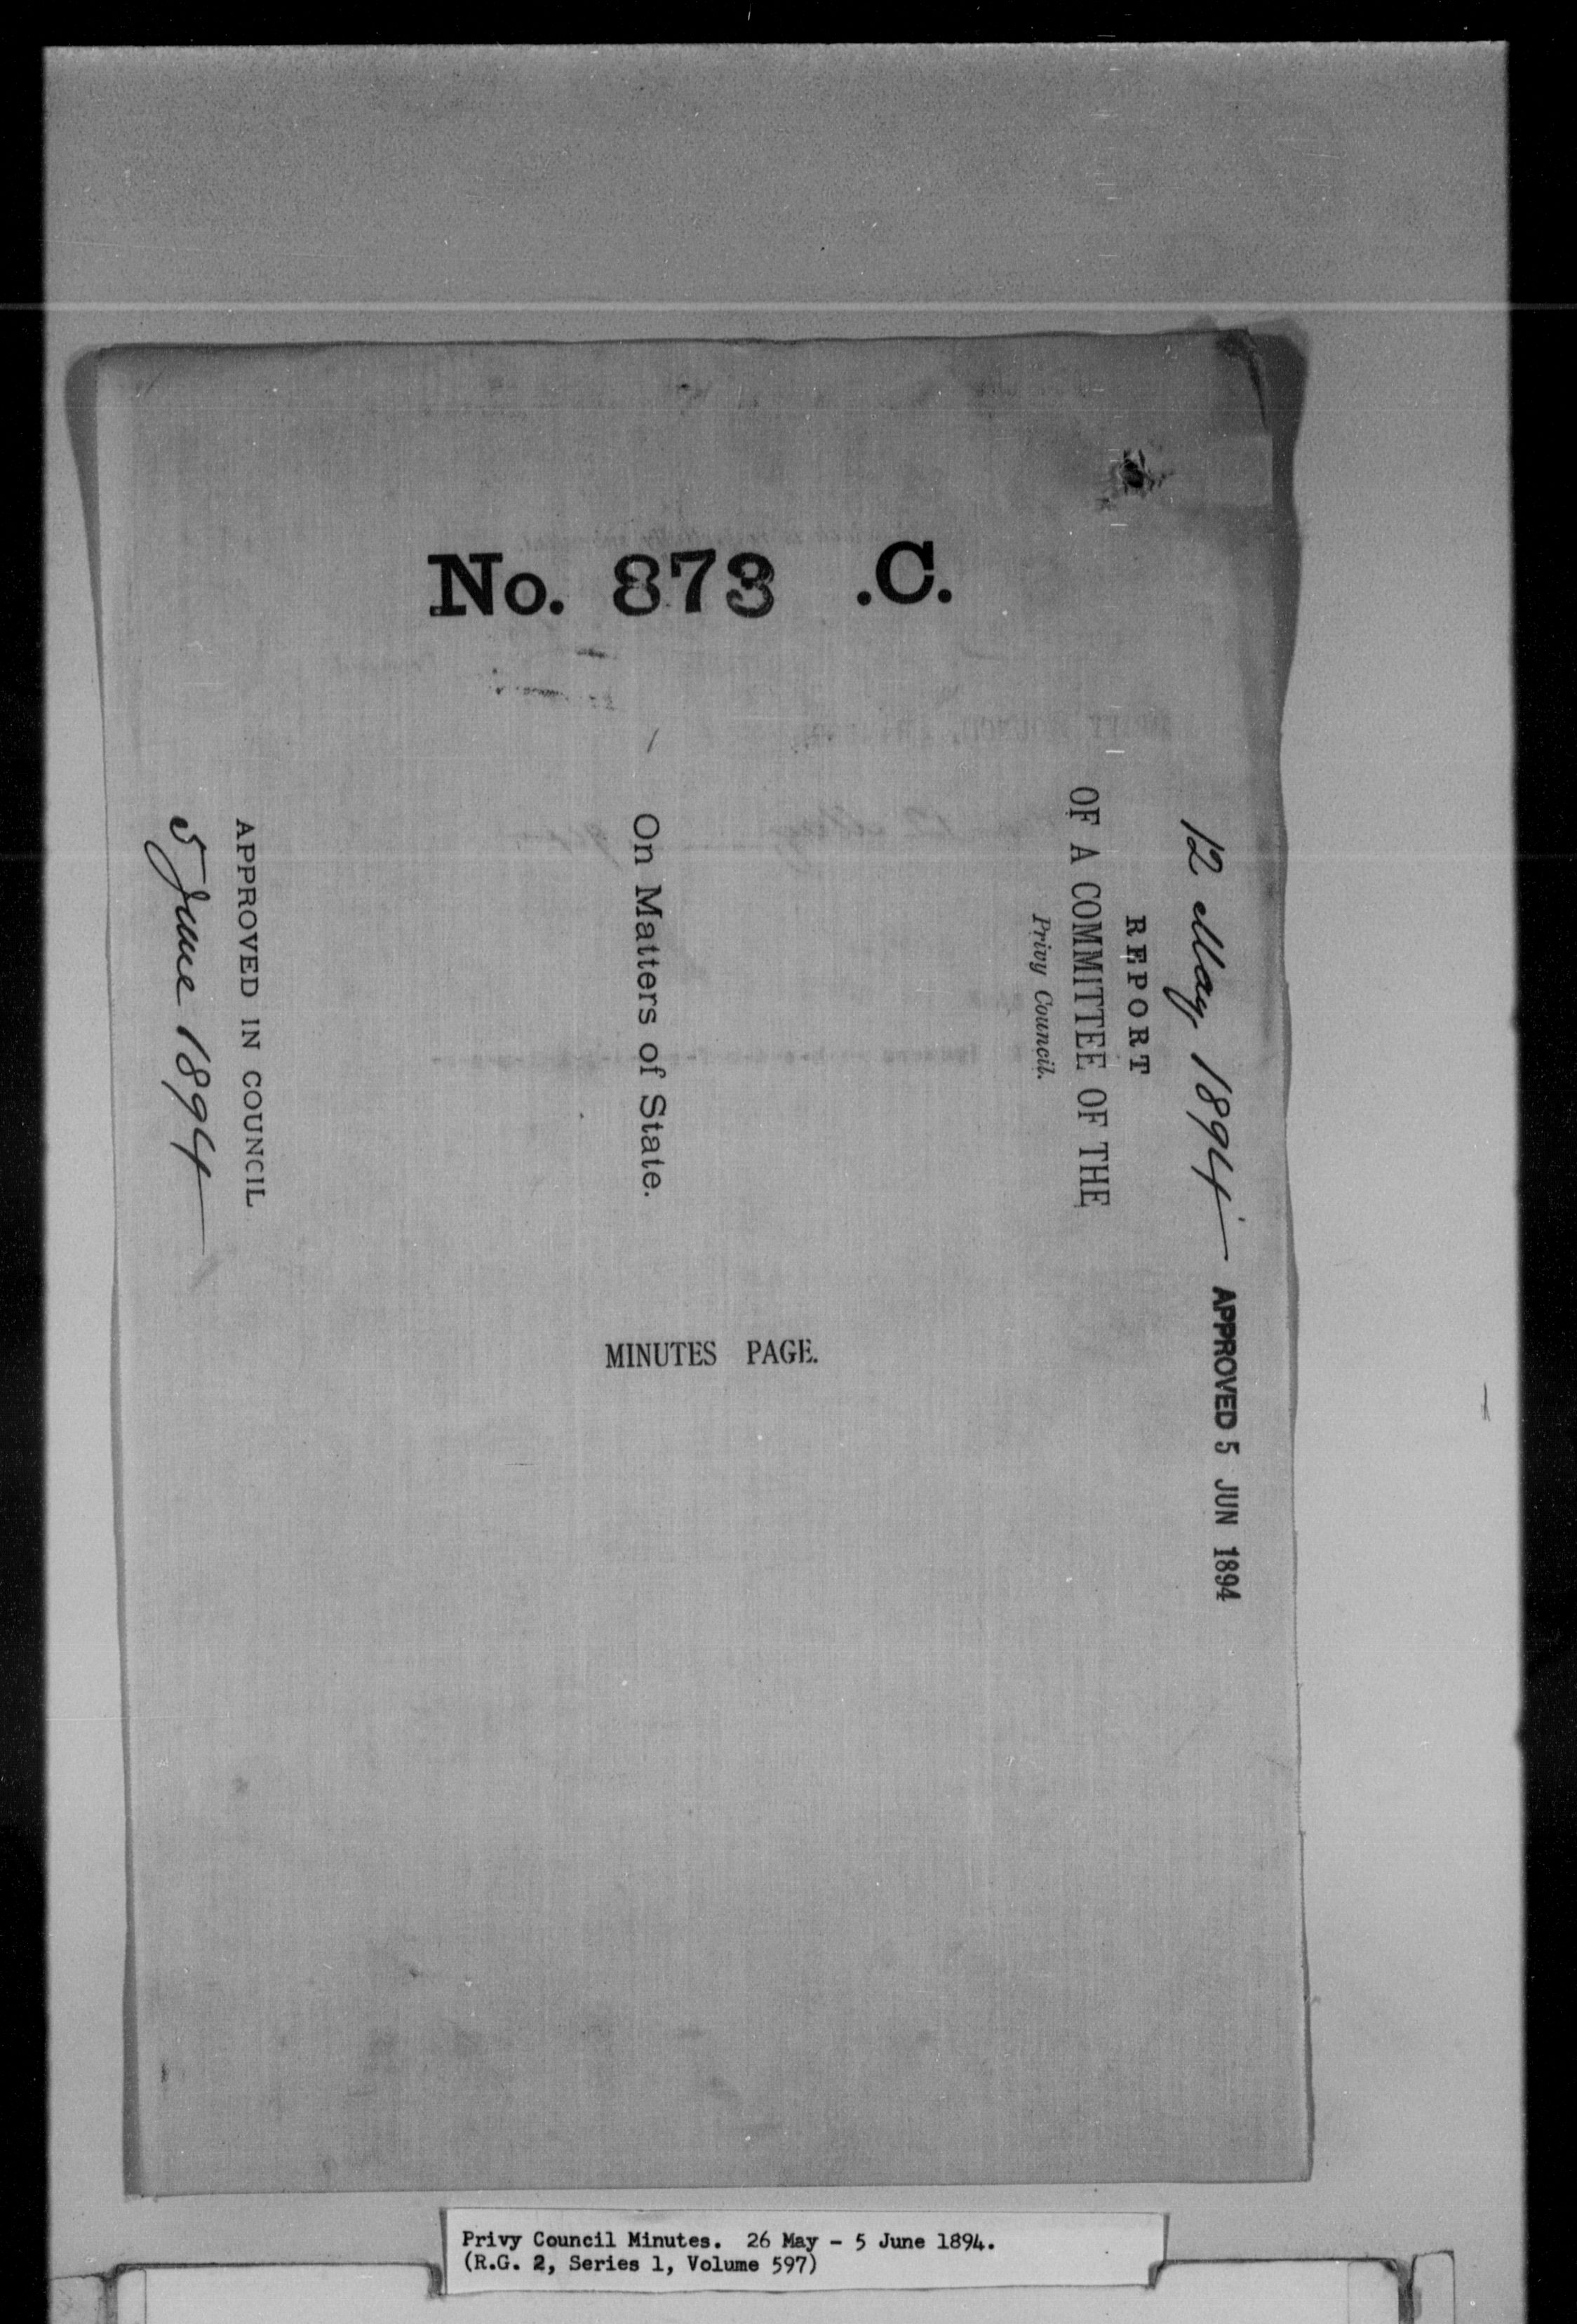 No. 873 .C.
12 May 1894
REPORT
OF A COMMITTEE OF THE
Privy Council.
APPROVED 5 JUN 1894
On Matters of State.
APPROVED IN COUNCIL
5 June 1894
MINUTES PAGE.
Privy Council Minutes. 26 May - 5 June 1894.
(R.G. 2, Series 1, Volume 597)